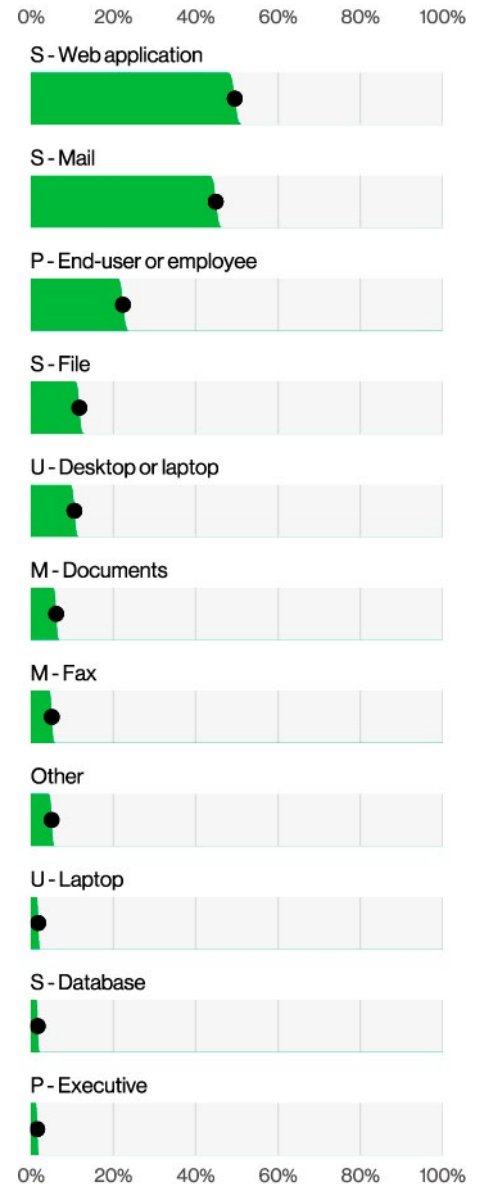 0% 20% 40% 60% 80% 100%
S - Web application
S - Mail
P - End-user or employee
S - File
U - Desktop or laptop
M - Documents
M - Fax
Other
U - Laptop
S - Database
P - Executive
0% 20% 40% 60% 80% 100%